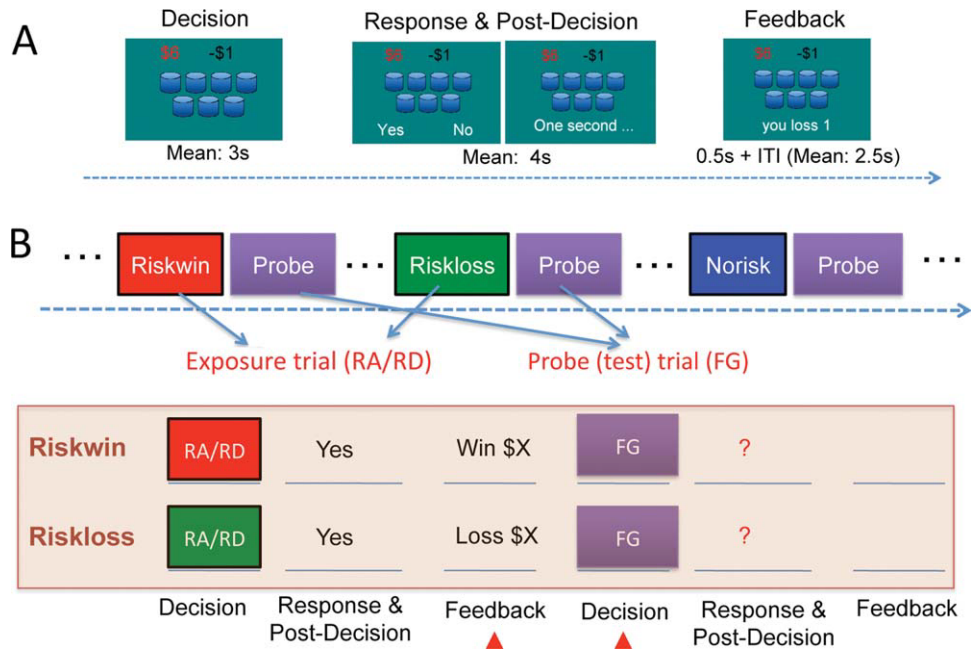 A
Decision
Response & Post-Decision
Feedback
$6 -$1
$6 -$1
$6 -$1
$6 -$1
Yes No
One second ...
you loss 1
Mean: 3s
Mean: 4s
0.5s + ITI (Mean: 2.5s)
B
... Riskwin Probe ... Riskloss Probe ... Norisk Probe ...
Exposure trial (RA/RD)
Probe (test) trial (FG)
Riskwin RA/RD Yes Win $X FG ?
Riskloss RA/RD Yes Loss $X FG ?
Decision
Response &
Post-Decision
Feedback
Decision
Response &
Post-Decision
Feedback